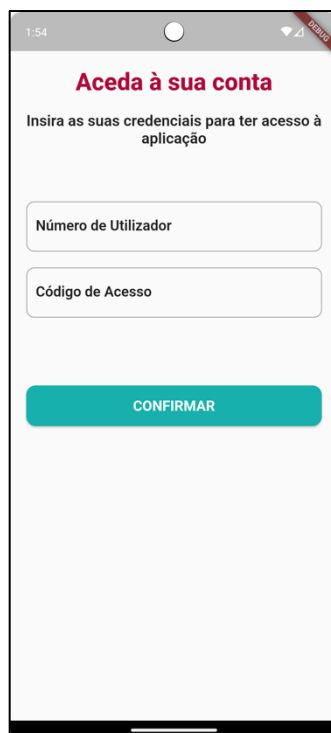 1:54
DEBUG
Aceda à sua conta
Insira as suas credenciais para ter acesso à
aplicação
Número de Utilizador
Código de Acesso
CONFIRMAR